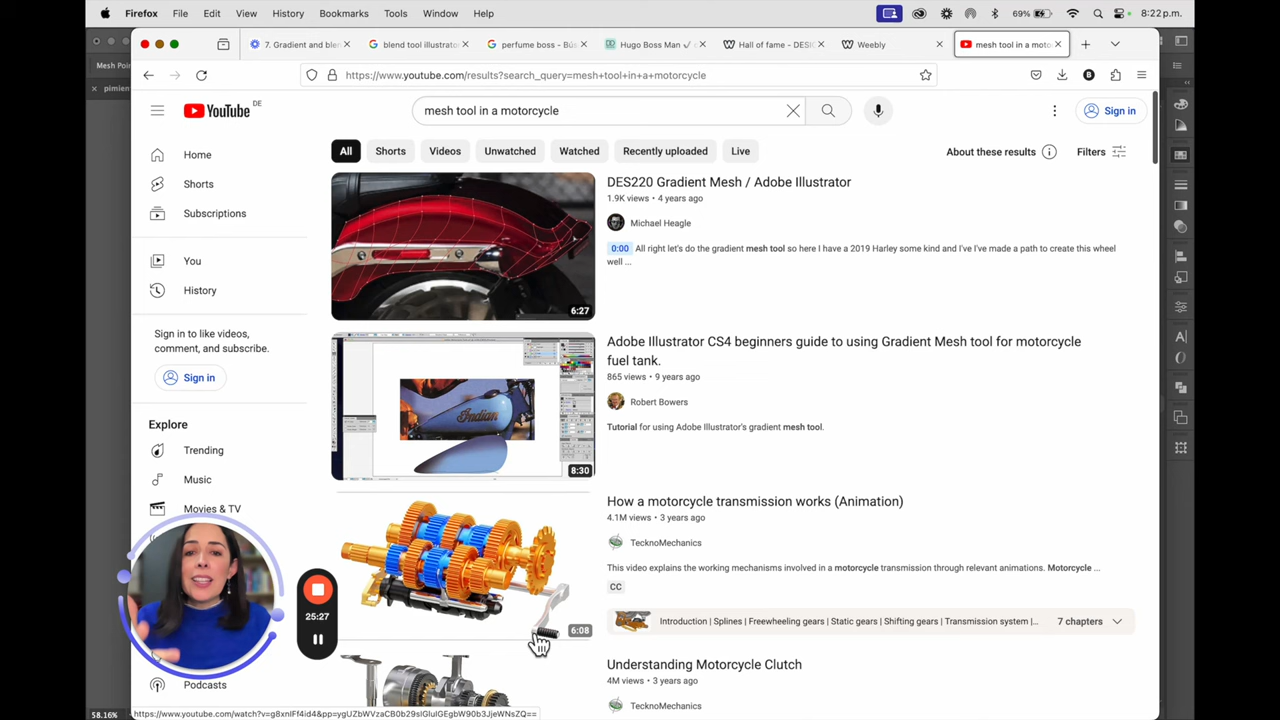 Firefox File Edit View History Bookmarks Tools Window Help 69% 8:22 p.m.
Mesh Poi
7. Gradient and ble
blend tool illustrator
perfume boss - Bús
Hugo Boss Man ✓
Hall of fame - DESI
Weebly
mesh tool in a moto
https://www.youtube.com/results?search_query=mesh+tool+in+a+motorcycle
pimien
YouTube DE
mesh tool in a motorcycle
Sign in
All Shorts Videos Unwatched Watched Recently uploaded Live
About these results Filters
Home
Shorts
Subscriptions
You
History
Sign in to like videos,
comment, and subscribe.
Sign in
Explore
Trending
Music
Movies & TV
Podcasts
DES220 Gradient Mesh / Adobe Illustrator
1.9K views • 4 years ago
Michael Heagle
0:00 All right let's do the gradient mesh tool so here I have a 2019 Harley some kind and I've I've made a path to create this wheel
well ...
6:27
Adobe Illustrator CS4 beginners guide to using Gradient Mesh tool for motorcycle
fuel tank.
865 views • 9 years ago
Robert Bowers
Tutorial for using Adobe Illustrator's gradient mesh tool.
Indian
8:30
How a motorcycle transmission works (Animation)
4.1M views • 3 years ago
TecknoMechanics
This video explains the working mechanisms involved in a motorcycle transmission through relevant animations. Motorcycle ...
CC
Introduction | Splines | Freewheeling gears | Static gears | Shifting gears | Transmission system |...
7 chapters
6:08
Understanding Motorcycle Clutch
4M views • 3 years ago
TecknoMechanics
25:27
58.16%